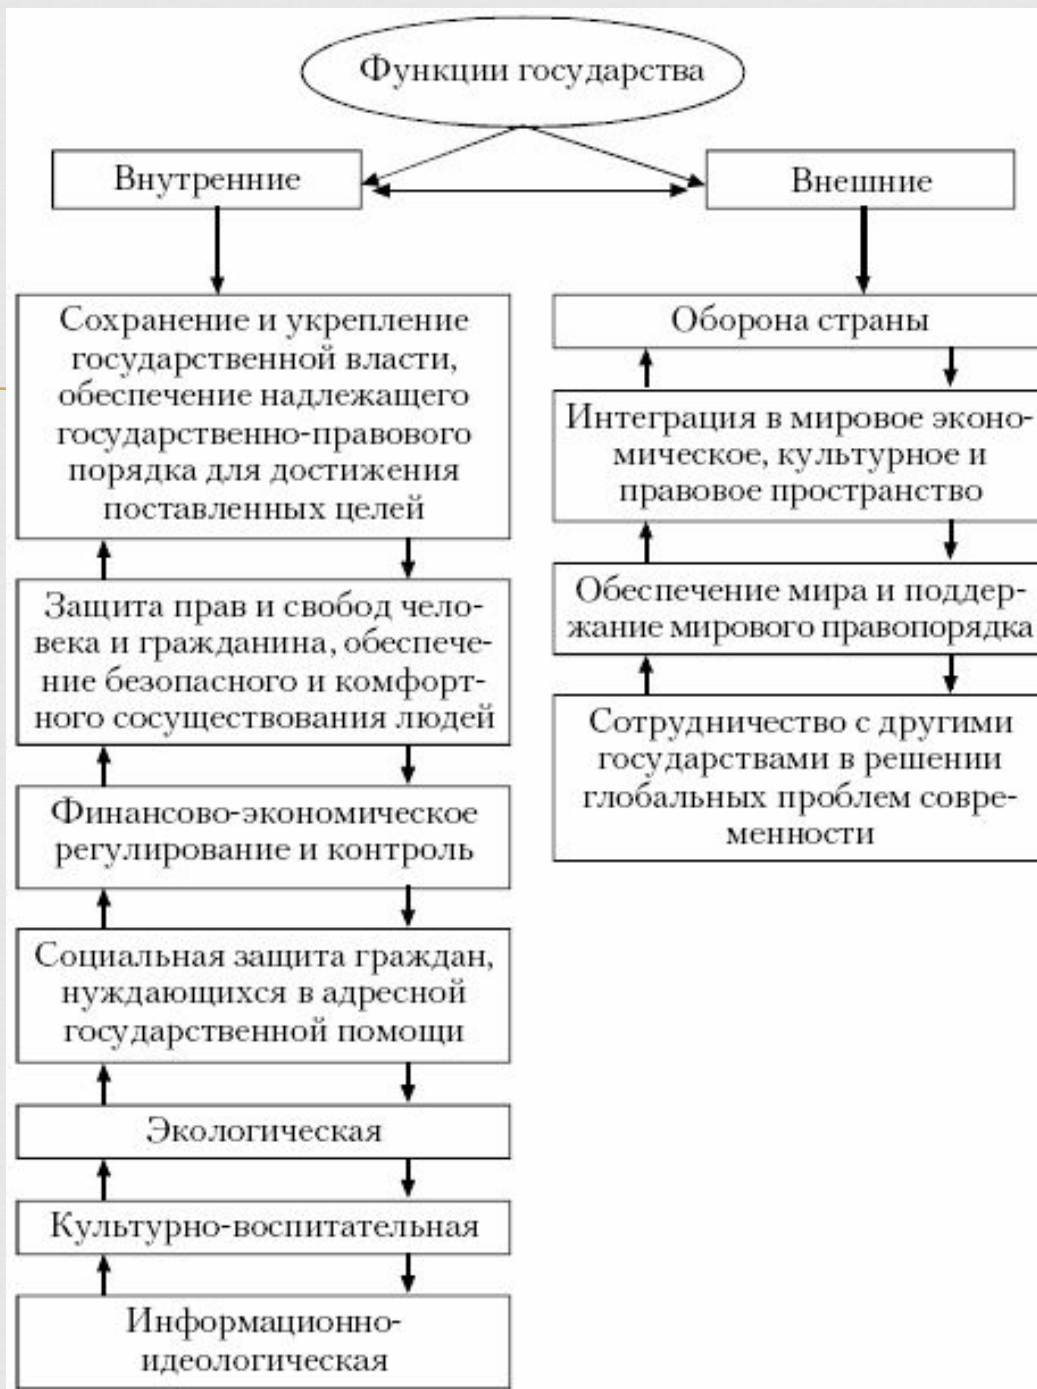 Функции государства
Внутренние
Внешние
Сохранение и укрепление
государственной власти,
обеспечение надлежащего
государственно-правового
порядка для достижения
поставленных целей
Защита прав и свобод чело-
века и гражданина, обеспече-
ние безопасного и комфорт-
ного сосуществования людей
Финансово-экономическое
регулирование и контроль
Социальная защита граждан,
нуждающихся в адресной
государственной помощи
Экологическая
Культурно-воспитательная
Информационно-
идеологическая
Оборона страны
Интеграция в мировое эконо-
мическое, культурное и
правовое пространство
Обеспечение мира и поддер-
жание мирового правопорядка
Сотрудничество с другими
государствами в решении
глобальных проблем совре-
менности